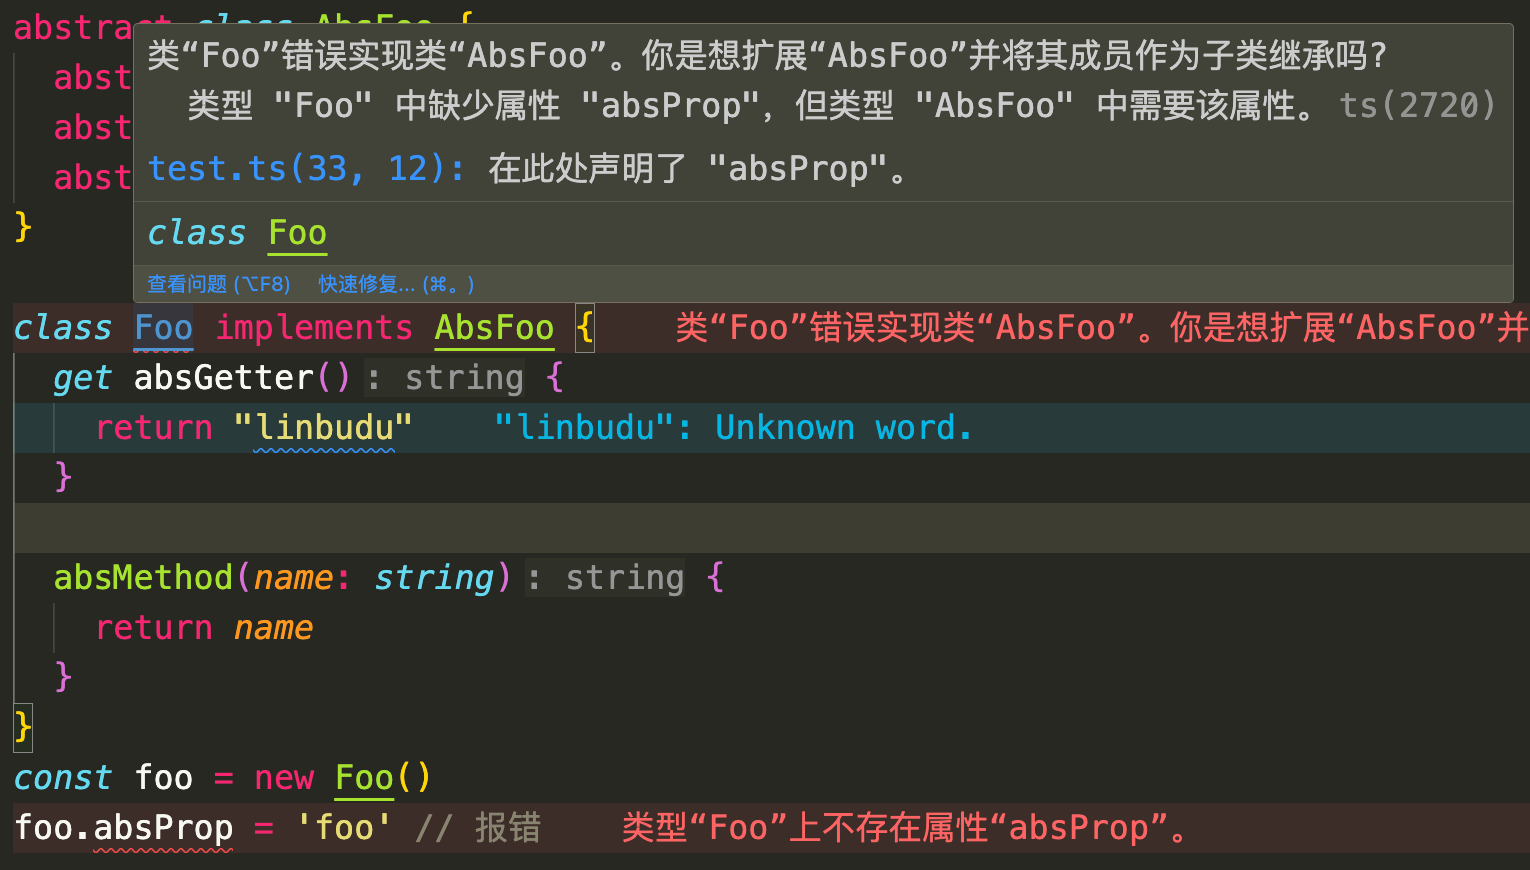 abstract class AbsFoo {
类“Foo”错误实现类“AbsFoo”。你是想扩展“AbsFoo”并将其成员作为子类继承吗?
类型 "Foo" 中缺少属性 "absProp"，但类型 "AbsFoo" 中需要该属性。 ts(2720)
abst
abst
test.ts(33, 12): 在此处声明了 "absProp"。
abst
}
class Foo
查看问题 (⌥F8) 快速修复... (⌘。)
class Foo implements AbsFoo { 类“Foo”错误实现类“AbsFoo”。你是想扩展“AbsFoo”并
get absGetter(): string {
return "linbudu" "linbudu": Unknown word.
}
absMethod(name: string): string {
return name
}
}
const foo = new Foo()
foo.absProp = 'foo' // 报错 类型“Foo”上不存在属性“absProp”。